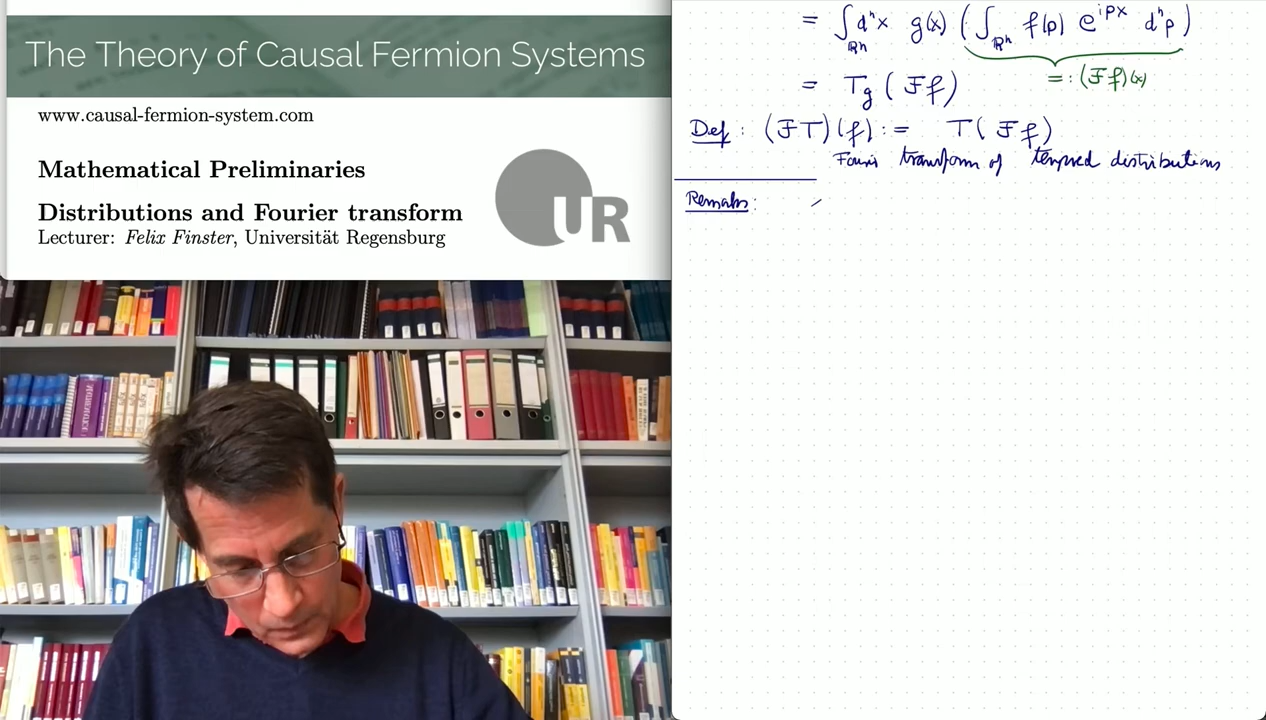 The Theory of Causal Fermion Systems
www.causal-fermion-system.com
Mathematical Preliminaries
Distributions and Fourier transform
Lecturer: Felix Finster, Universität Regensburg
UR
= ∫_{ℝⁿ} dⁿx g(x) ( ∫_{ℝⁿ} f(p) e^{ipx} dⁿp )
=: (𝓕f)(x)
= T_g (𝓕f)
Def: (𝓕T)(f) := T(𝓕f)
transform of tempered distributions
Remarks: